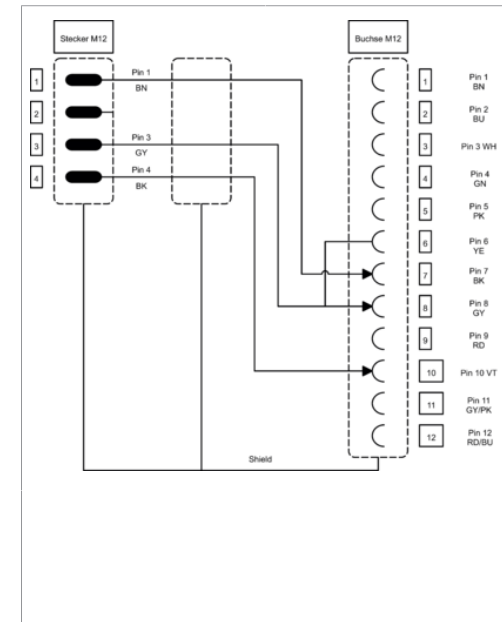 Stecker M12
Buchse M12
1
Pin 1
BN
2
3
Pin 3
GY
4
Pin 4
BK
1
Pin 1
BN
2
Pin 2
BU
3
Pin 3 WH
4
Pin 4
GN
5
Pin 5
PK
6
Pin 6
YE
7
Pin 7
BK
8
Pin 8
GY
9
Pin 9
RD
10
Pin 10 VT
11
Pin 11
GY/PK
12
Pin 12
RD/BU
Shield